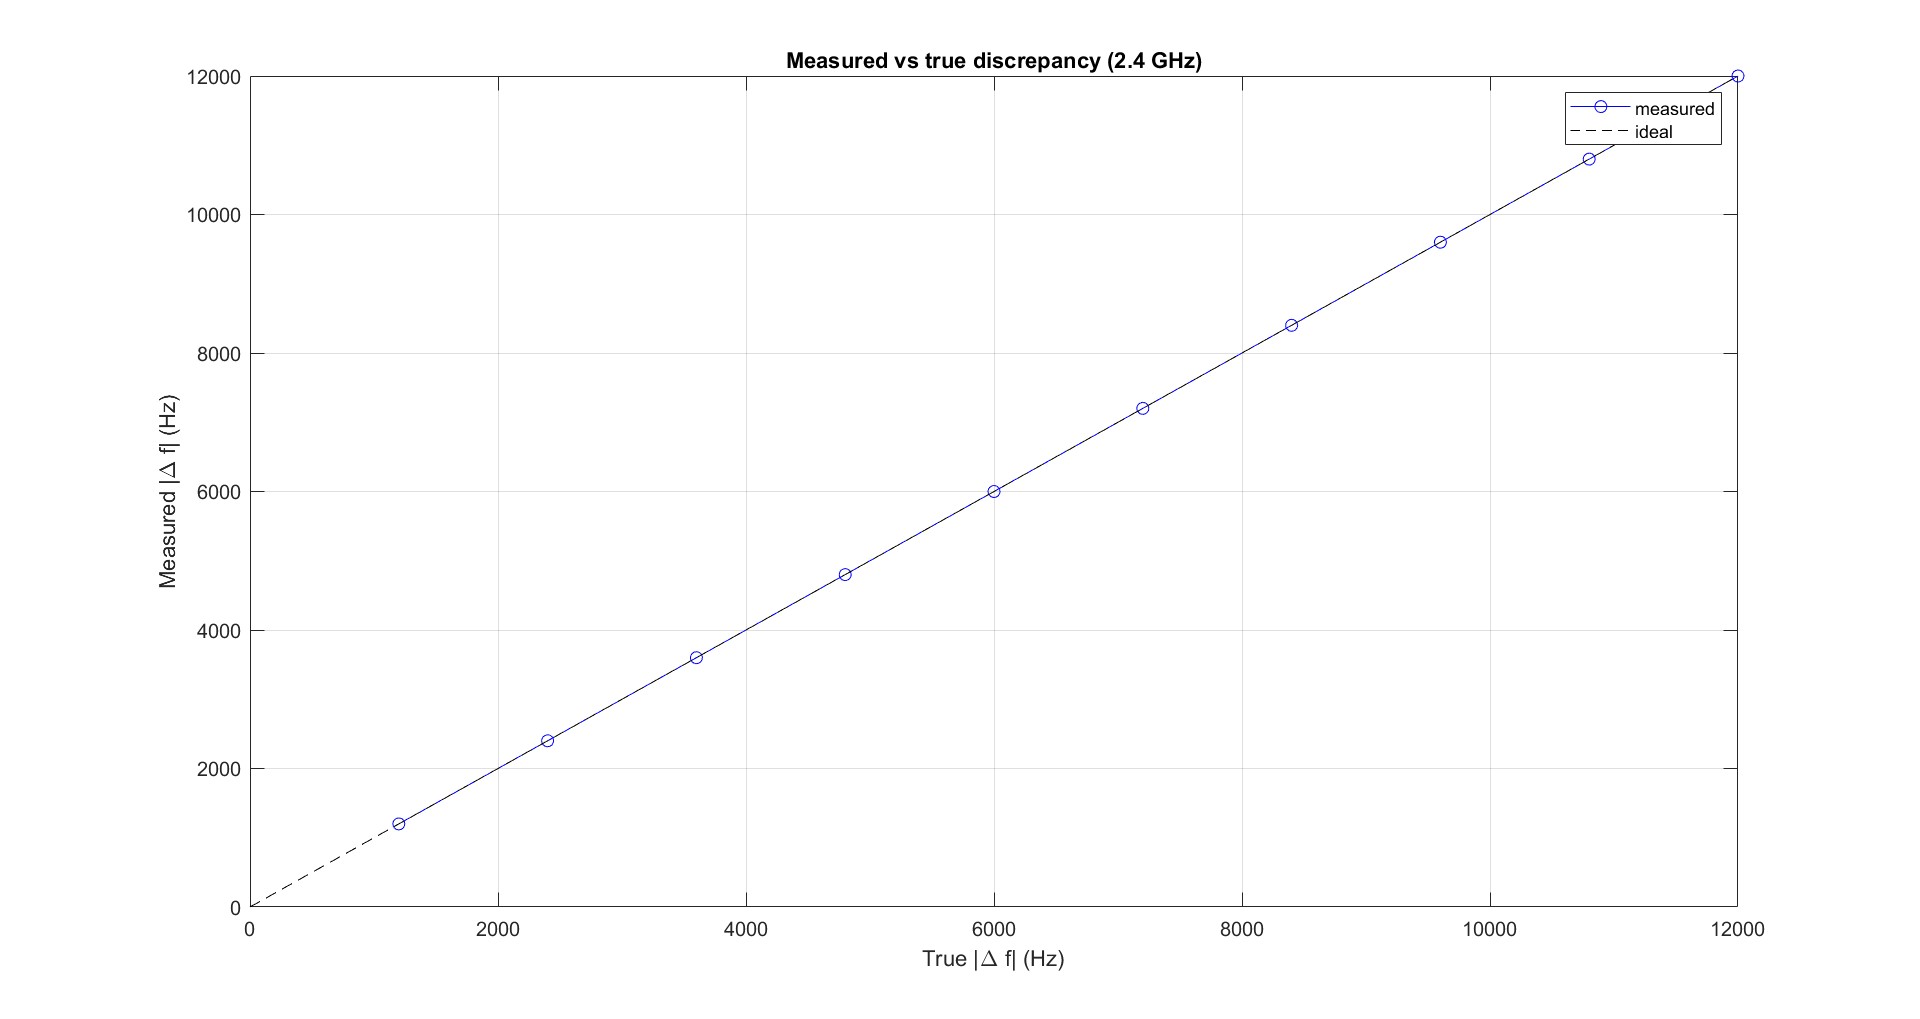 Measured vs true discrepancy (2.4 GHz)
12000
10000
8000
6000
4000
2000
0
Measured |Δ f| (Hz)
measured
ideal
0 2000 4000 6000 8000 10000 12000
True |Δ f| (Hz)